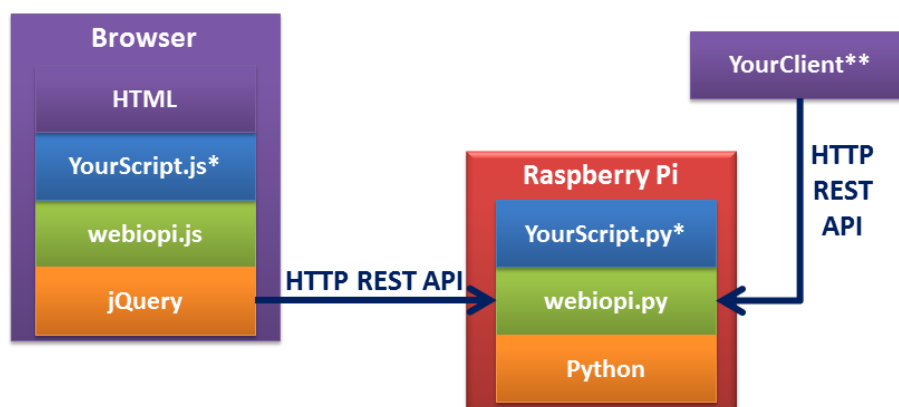 Browser
HTML
YourScript.js*
webiopi.js
jQuery
HTTP REST API
Raspberry Pi
YourScript.py*
webiopi.py
Python
YourClient**
HTTP
REST
API